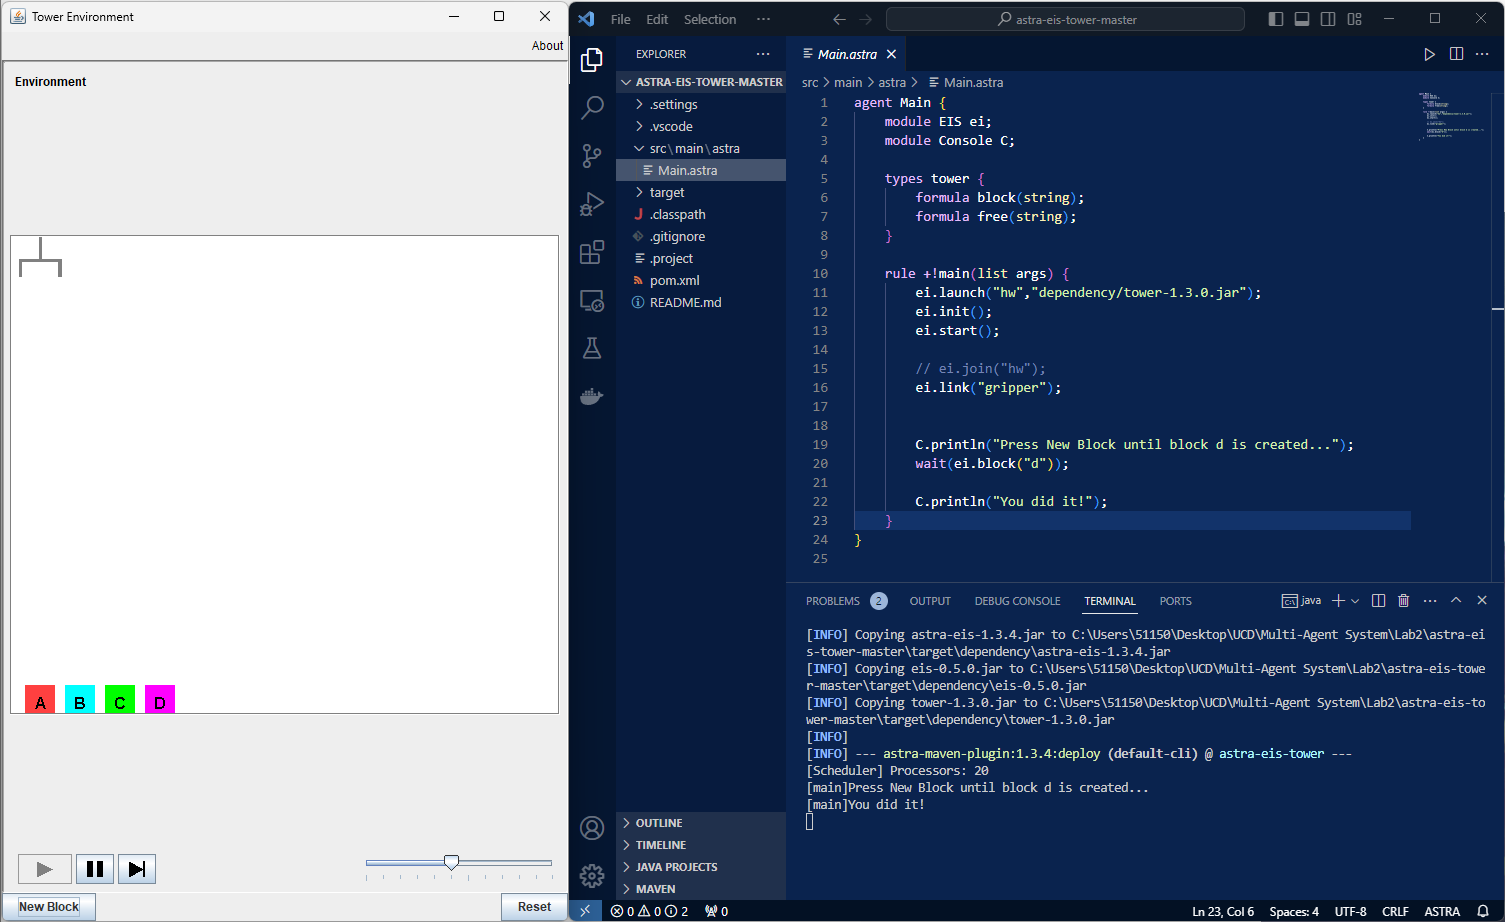 Tower Environment
About
Environment
A B C D
New Block
Reset
File Edit Selection ···
astra-eis-tower-master
EXPLORER
ASTRA-EIS-TOWER-MASTER
.settings
.vscode
src\main\astra
Main.astra
target
.classpath
.gitignore
.project
pom.xml
README.md
OUTLINE
TIMELINE
JAVA PROJECTS
MAVEN
Main.astra
src > main > astra > Main.astra
1 agent Main {
2 module EIS ei;
3 module Console C;
4
5 types tower {
6 formula block(string);
7 formula free(string);
8 }
9
10 rule +!main(list args) {
11 ei.launch("hw","dependency/tower-1.3.0.jar");
12 ei.init();
13 ei.start();
14
15 // ei.join("hw");
16 ei.link("gripper");
17
18
19 C.println("Press New Block until block d is created...");
20 wait(ei.block("d"));
21
22 C.println("You did it!");
23 }
24 }
25
PROBLEMS 2 OUTPUT DEBUG CONSOLE TERMINAL PORTS
java
[INFO] Copying astra-eis-1.3.4.jar to C:\Users\51150\Desktop\UCD\Multi-Agent System\Lab2\astra-ei
s-tower-master\target\dependency\astra-eis-1.3.4.jar
[INFO] Copying eis-0.5.0.jar to C:\Users\51150\Desktop\UCD\Multi-Agent System\Lab2\astra-eis-towe
r-master\target\dependency\eis-0.5.0.jar
[INFO] Copying tower-1.3.0.jar to C:\Users\51150\Desktop\UCD\Multi-Agent System\Lab2\astra-eis-to
wer-master\target\dependency\tower-1.3.0.jar
[INFO]
[INFO] --- astra-maven-plugin:1.3.4:deploy (default-cli) @ astra-eis-tower ---
[Scheduler] Processors: 20
[main]Press New Block until block d is created...
[main]You did it!
0 0 2 0
Ln 23, Col 6 Spaces: 4 UTF-8 CRLF ASTRA